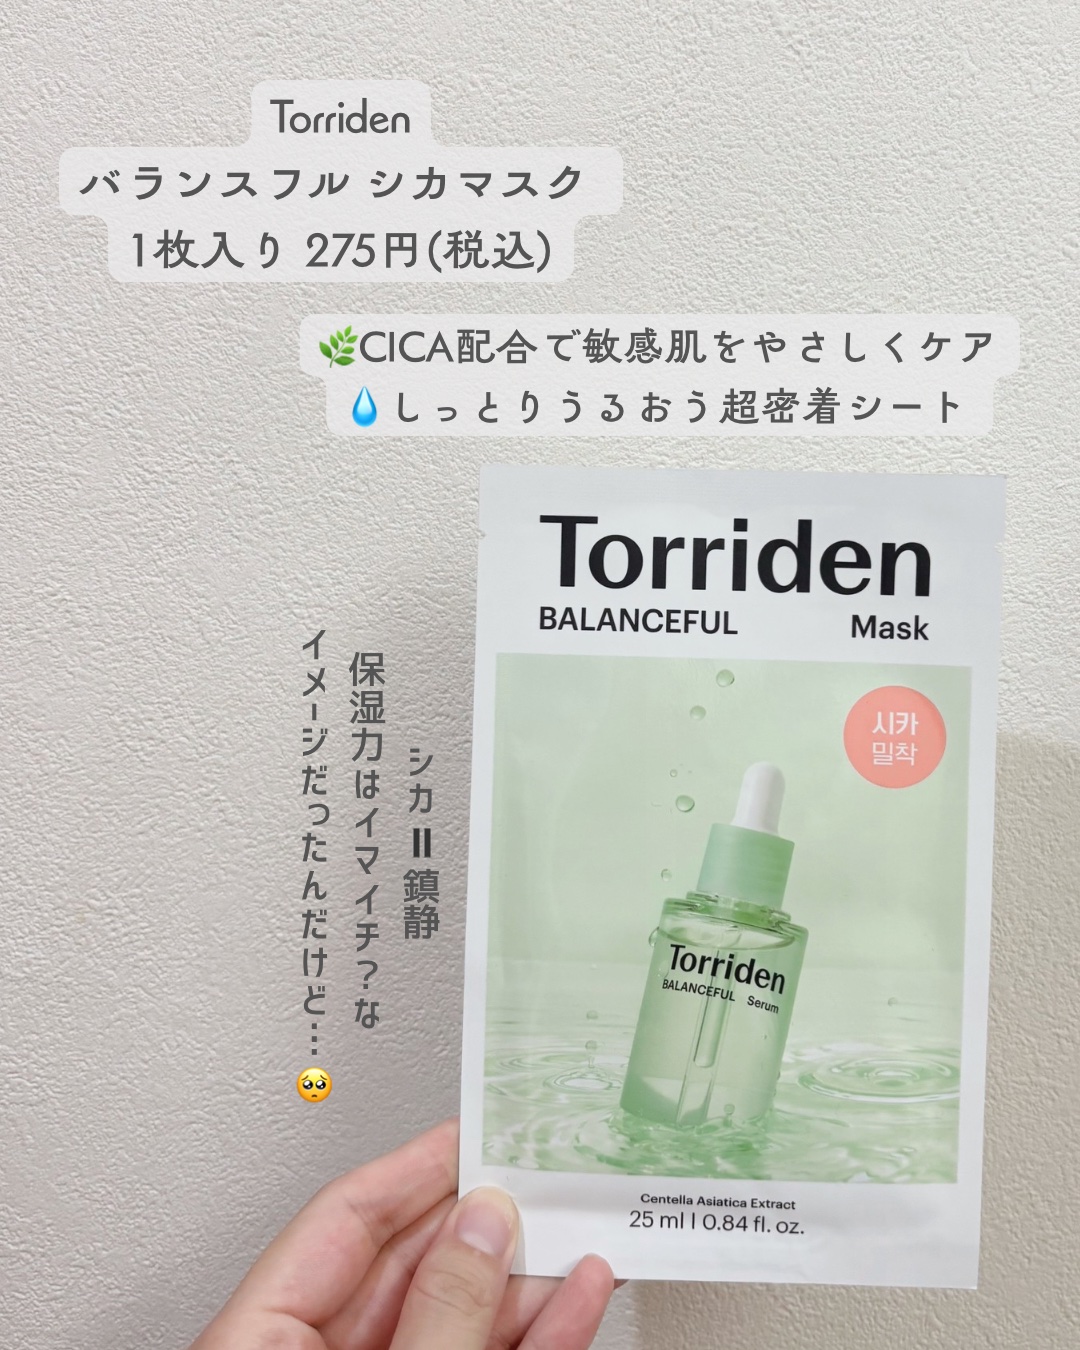 Torriden
バランスフル シカマスク
1枚入り 275円(税込)
🌿CICA配合で敏感肌をやさしくケア
💧しっとりうるおう超密着シート
シカ=鎮静
保湿力はイマイチ?な
イメージだったんだけど…🥺
Torriden
BALANCEFUL Mask
시카
밀착
Torriden
BALANCEFUL Serum
Centella Asiatica Extract
25 ml | 0.84 fl. oz.